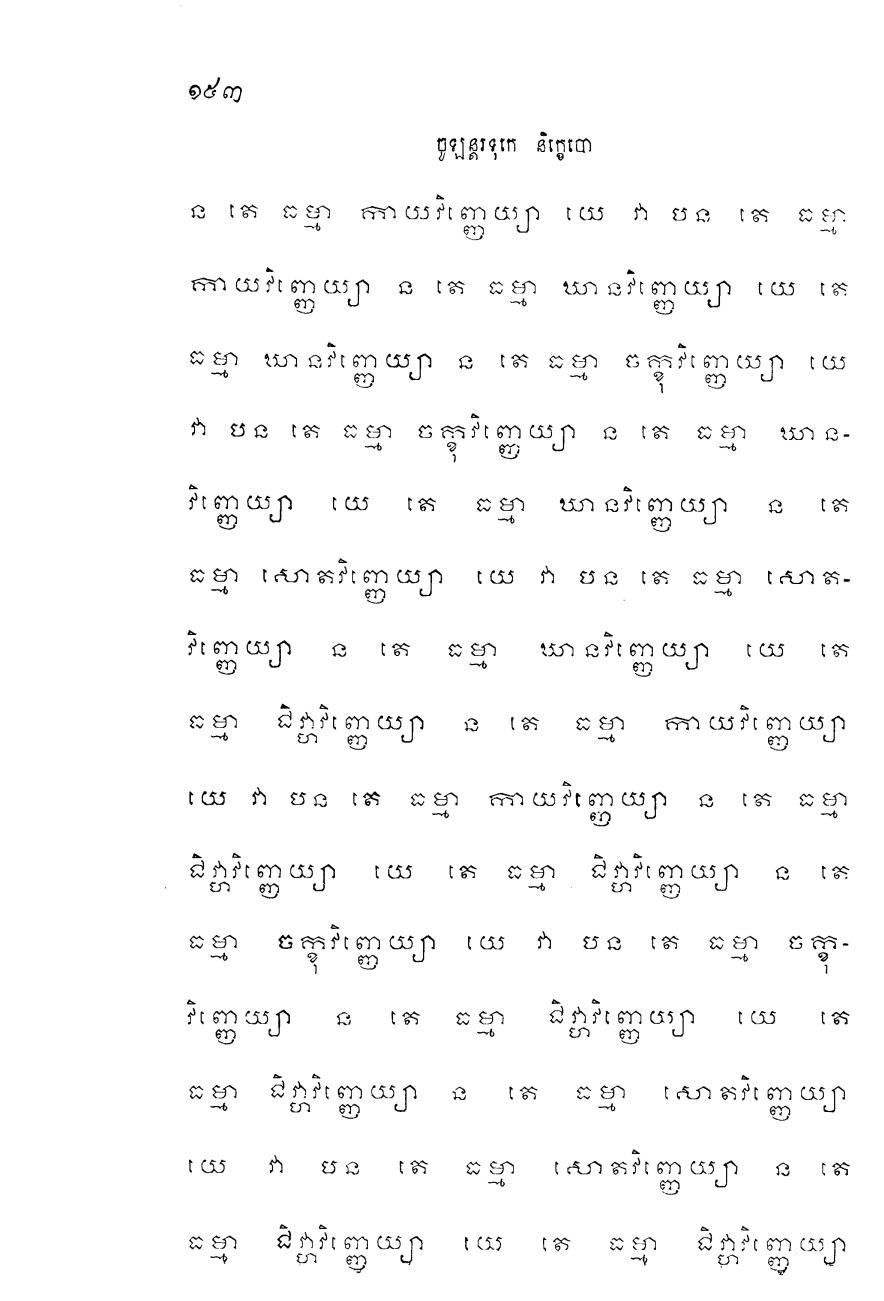 ១៥៣
ចូឡន្តរទុកេ និក្ខេបោ
ន តេ ធម្មា កាយវិញ្ញេយ្យា យេ វា បន តេ ធម្មា
កាយវិញ្ញេយ្យា ន តេ ធម្មា ឃានវិញ្ញេយ្យា យេ តេ
ធម្មា ឃានវិញ្ញេយ្យា ន តេ ធម្មា ចក្ខុវិញ្ញេយ្យា យេ
វា បន តេ ធម្មា ចក្ខុវិញ្ញេយ្យា ន តេ ធម្មា ឃាន-
វិញ្ញេយ្យា យេ តេ ធម្មា ឃានវិញ្ញេយ្យា ន តេ
ធម្មា សោតវិញ្ញេយ្យា យេ វា បន តេ ធម្មា សោត-
វិញ្ញេយ្យា ន តេ ធម្មា ឃានវិញ្ញេយ្យា យេ តេ
ធម្មា ជិវ្ហាវិញ្ញេយ្យា ន តេ ធម្មា កាយវិញ្ញេយ្យា
យេ វា បន តេ ធម្មា កាយវិញ្ញេយ្យា ន តេ ធម្មា
ជិវ្ហាវិញ្ញេយ្យា យេ តេ ធម្មា ជិវ្ហាវិញ្ញេយ្យា ន តេ
ធម្មា ចក្ខុវិញ្ញេយ្យា យេ វា បន តេ ធម្មា ចក្ខុ-
វិញ្ញេយ្យា ន តេ ធម្មា ជិវ្ហាវិញ្ញេយ្យា យេ តេ
ធម្មា ជិវ្ហាវិញ្ញេយ្យា ន តេ ធម្មា សោតវិញ្ញេយ្យា
យេ វា បន តេ ធម្មា សោតវិញ្ញេយ្យា ន តេ
ធម្មា ជិវ្ហាវិញ្ញេយ្យា យេ តេ ធម្មា ជិវ្ហាវិញ្ញេយ្យា